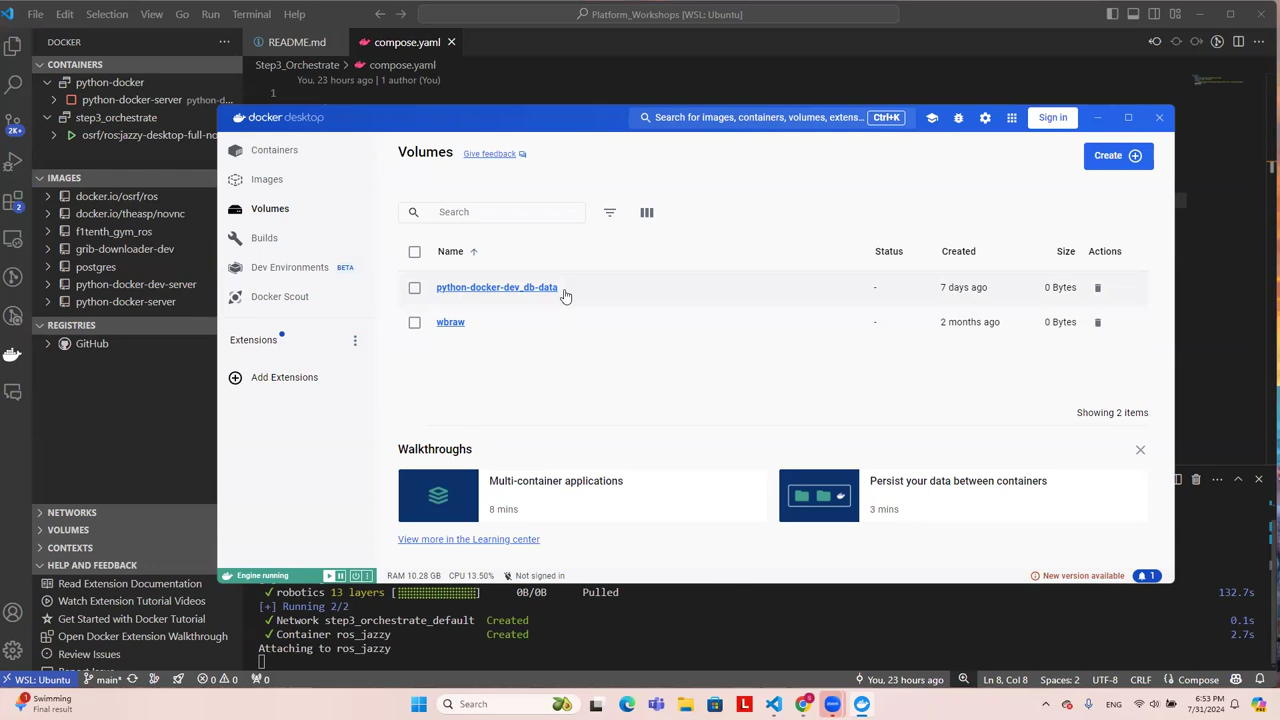 File Edit Selection View Go Run Terminal Help
Platform_Workshops [WSL: Ubuntu]
DOCKER
README.md
compose.yaml
Step3_Orchestrate > compose.yaml
You, 23 hours ago | 1 author (You)
1
CONTAINERS
python-docker
python-docker-server python-d...
step3_orchestrate
osrf/rosjazzy-desktop-full-no
2K+
IMAGES
docker.io/osrf/ros
docker.io/theasp/novnc
f1tenth_gym_ros
grib-downloader-dev
postgres
python-docker-dev-server
python-docker-server
2
REGISTRIES
GitHub
NETWORKS
VOLUMES
CONTEXTS
HELP AND FEEDBACK
Read Extension Documentation
Watch Extension Tutorial Videos
Get Started with Docker Tutorial
Open Docker Extension Walkthrough
Review Issues
docker desktop
Search for images, containers, volumes, extens...
Ctrl+K
Sign in
Containers
Images
Volumes
Builds
Dev Environments BETA
Docker Scout
Extensions
Add Extensions
Volumes
Give feedback
Create
Search
Name Status Created Size Actions
python-docker-dev_db-data - 7 days ago 0 Bytes
wbraw - 2 months ago 0 Bytes
Showing 2 items
Walkthroughs
Multi-container applications
8 mins
Persist your data between containers
3 mins
View more in the Learning center
Engine running
RAM 10.28 GB CPU 13.50% Not signed in
New version available
1
✓ robotics 13 layers [⣿⣿⣿⣿⣿⣿⣿⣿⣿⣿⣿⣿⣿] 0B/0B Pulled 132.7s
[+] Running 2/2
✓ Network step3_orchestrate_default Created 0.1s
✓ Container ros_jazzy Created 2.7s
Attaching to ros_jazzy
WSL: Ubuntu main* 0 0 0 You, 23 hours ago Ln 8, Col 8 Spaces: 2 UTF-8 CRLF Compose
Swimming
Final result
Search
ENG
6:53 PM
7/31/2024